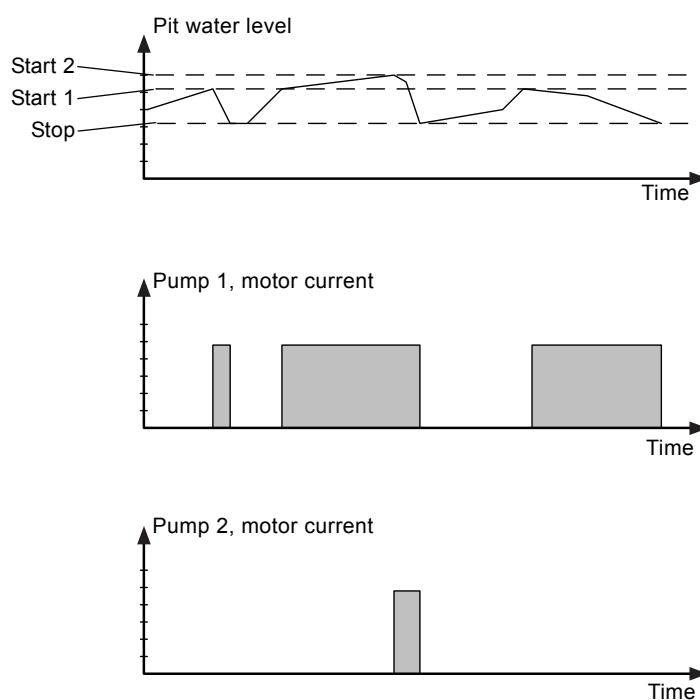 Pit water level
Start 2
Start 1
Stop
Time
Pump 1, motor current
Time
Pump 2, motor current
Time